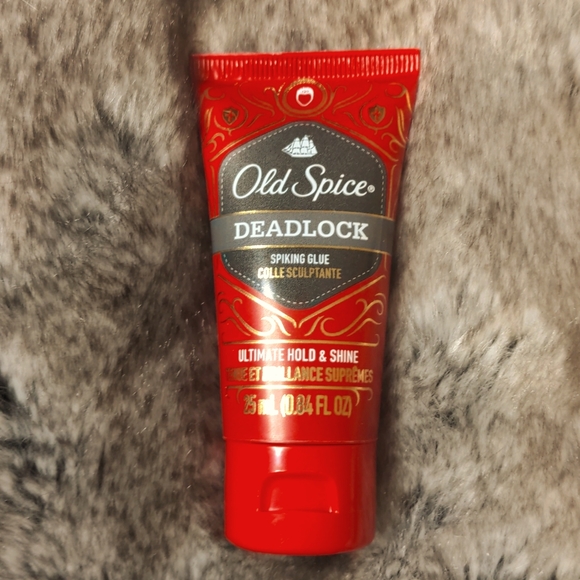 Old Spice®
DEADLOCK
SPIKING GLUE
COLLE SCULPTANTE
ULTIMATE HOLD & SHINE
ET BRILLANCE SUPRÊMES
25 mL (0.84 FL OZ)